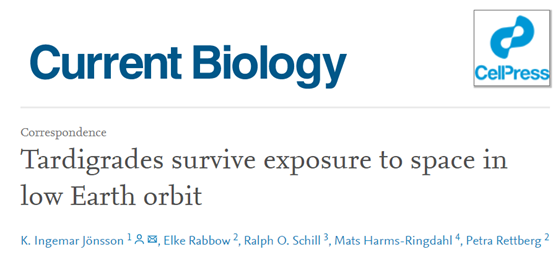 Current Biology
CellPress
Correspondence
Tardigrades survive exposure to space in
low Earth orbit
K. Ingemar Jönsson 1 , Elke Rabbow 2, Ralph O. Schill 3, Mats Harms-Ringdahl 4, Petra Rettberg 2